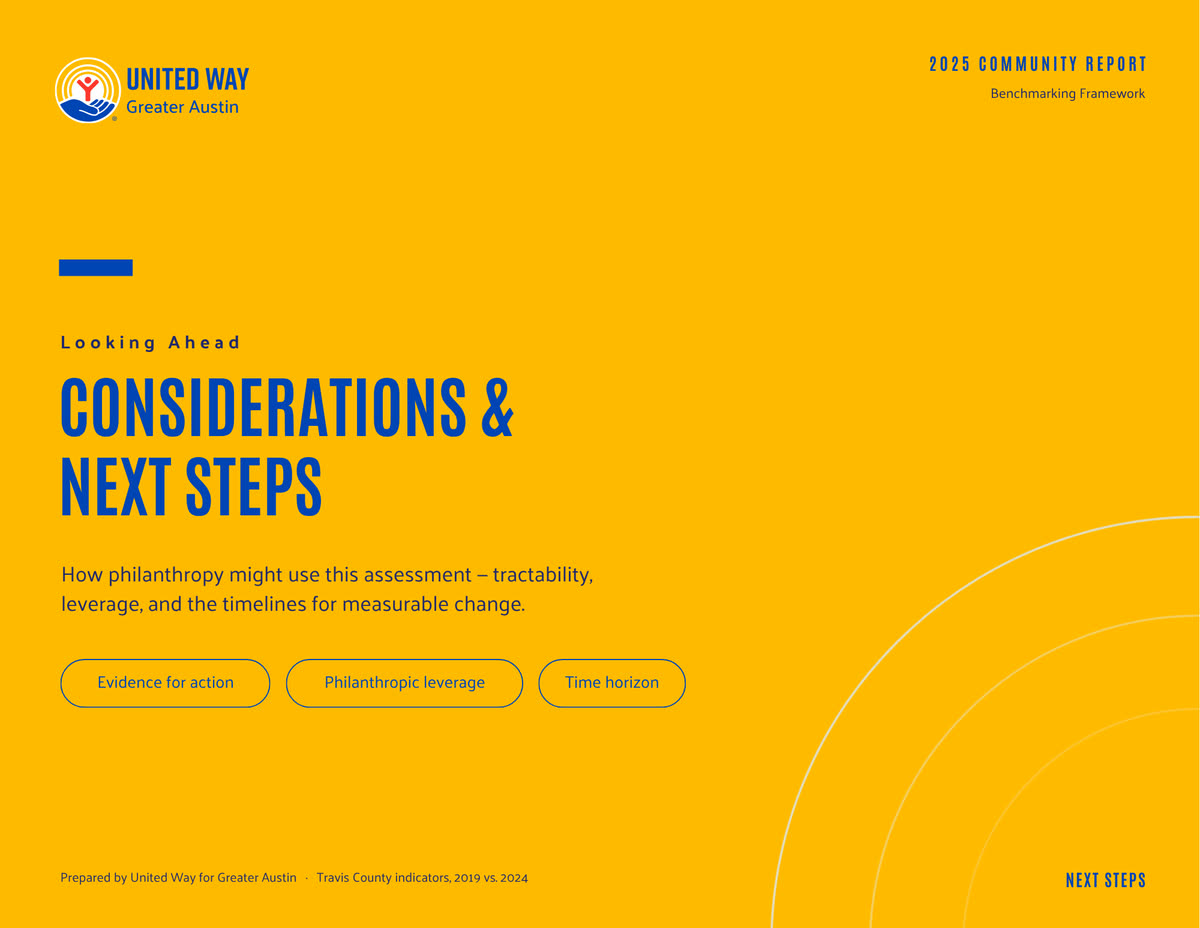 UNITED WAY
Greater Austin
®
2025 COMMUNITY REPORT
Benchmarking Framework
Looking Ahead
CONSIDERATIONS &
NEXT STEPS
How philanthropy might use this assessment – tractability,
leverage, and the timelines for measurable change.
Evidence for action
Philanthropic leverage
Time horizon
Prepared by United Way for Greater Austin · Travis County indicators, 2019 vs. 2024
NEXT STEPS